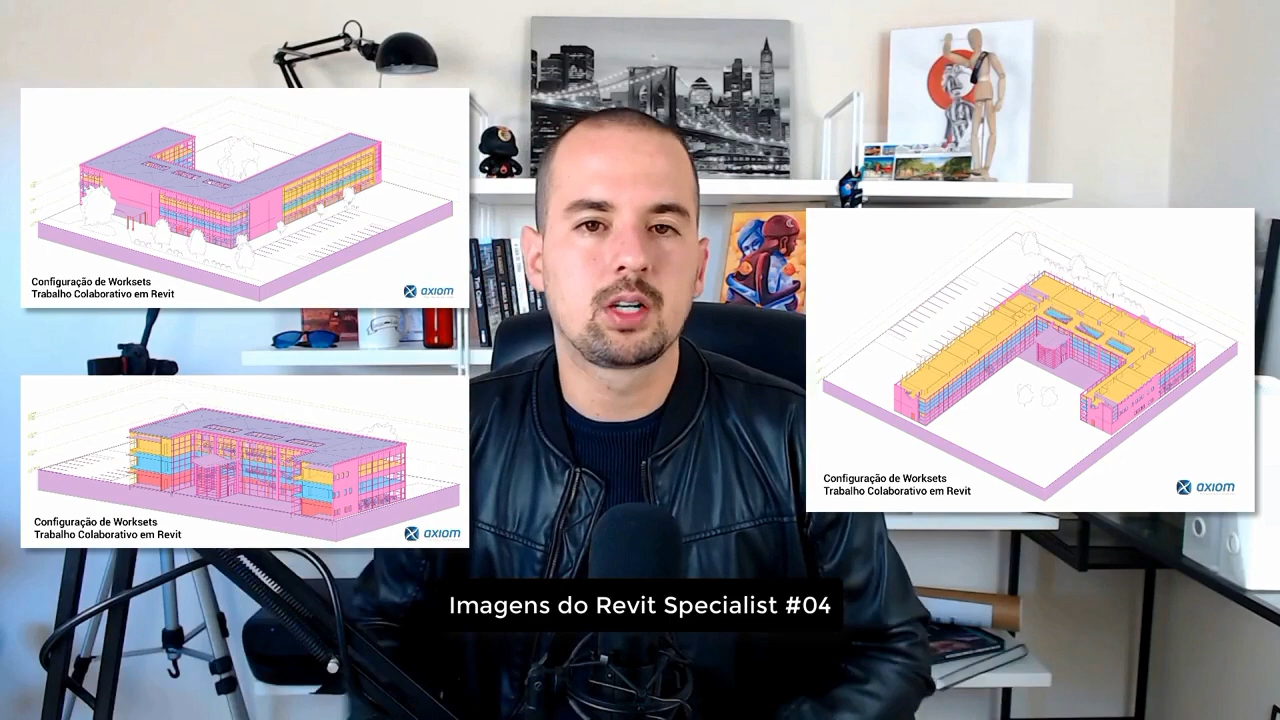 Configuração de Worksets
Trabalho Colaborativo em Revit
axiom
Configuração de Worksets
Trabalho Colaborativo em Revit
axiom
Configuração de Worksets
Trabalho Colaborativo em Revit
axiom
Imagens do Revit Specialist #04